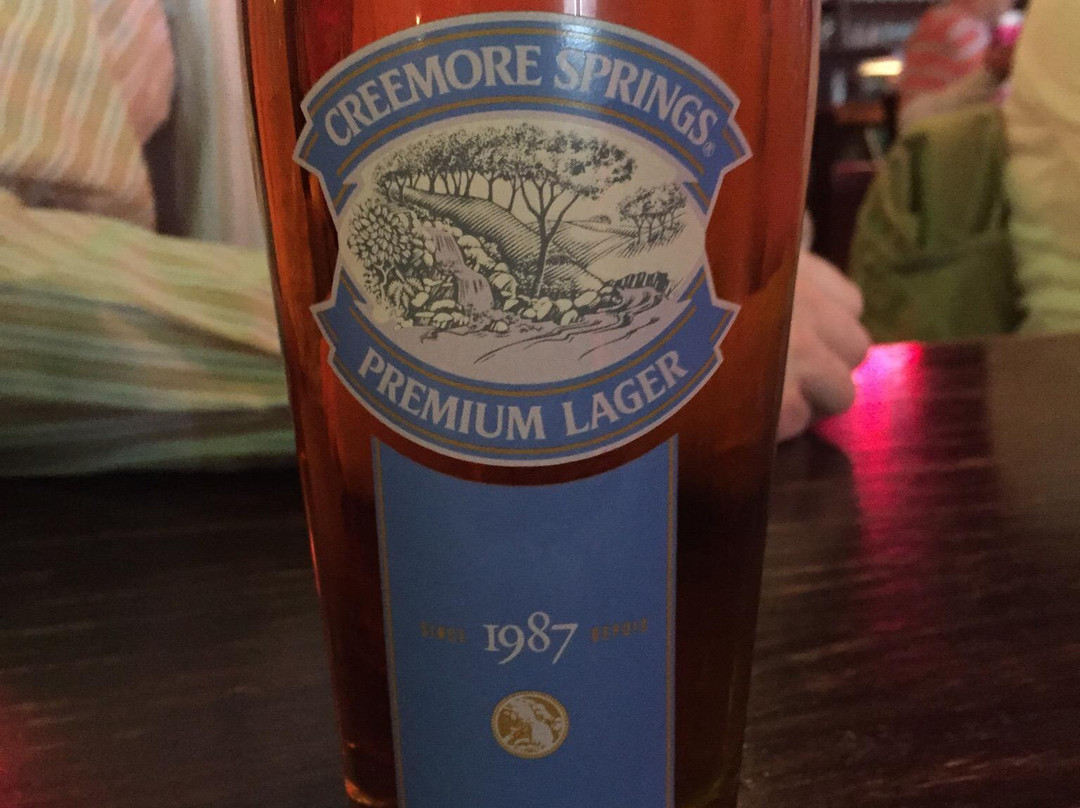 CREEMORE SPRINGS®
PREMIUM LAGER
SINCE 1987 DEPUIS